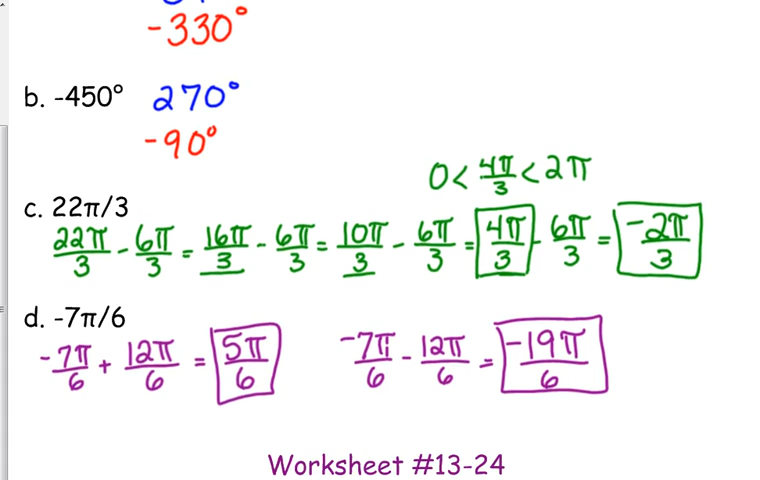 -330°
b. -450° 270°
-90°
0 < 4π/3 < 2π
c. 22π/3
22π/3 - 6π/3 = 16π/3 - 6π/3 = 10π/3 - 6π/3 = 4π/3 - 6π/3 = -2π/3
d. -7π/6
-7π/6 + 12π/6 = 5π/6 -7π/6 - 12π/6 = -19π/6
Worksheet #13-24